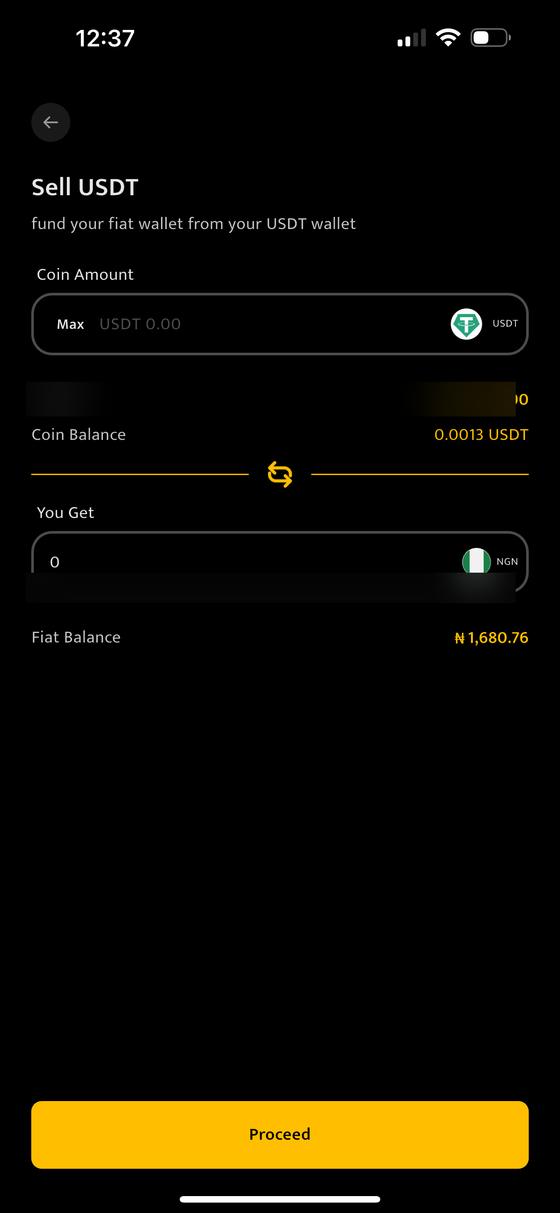 12:37
Sell USDT
fund your fiat wallet from your USDT wallet
Coin Amount
Max USDT 0.00 USDT
Coin Balance 0.0013 USDT
You Get
0 NGN
Fiat Balance ₦ 1,680.76
Proceed